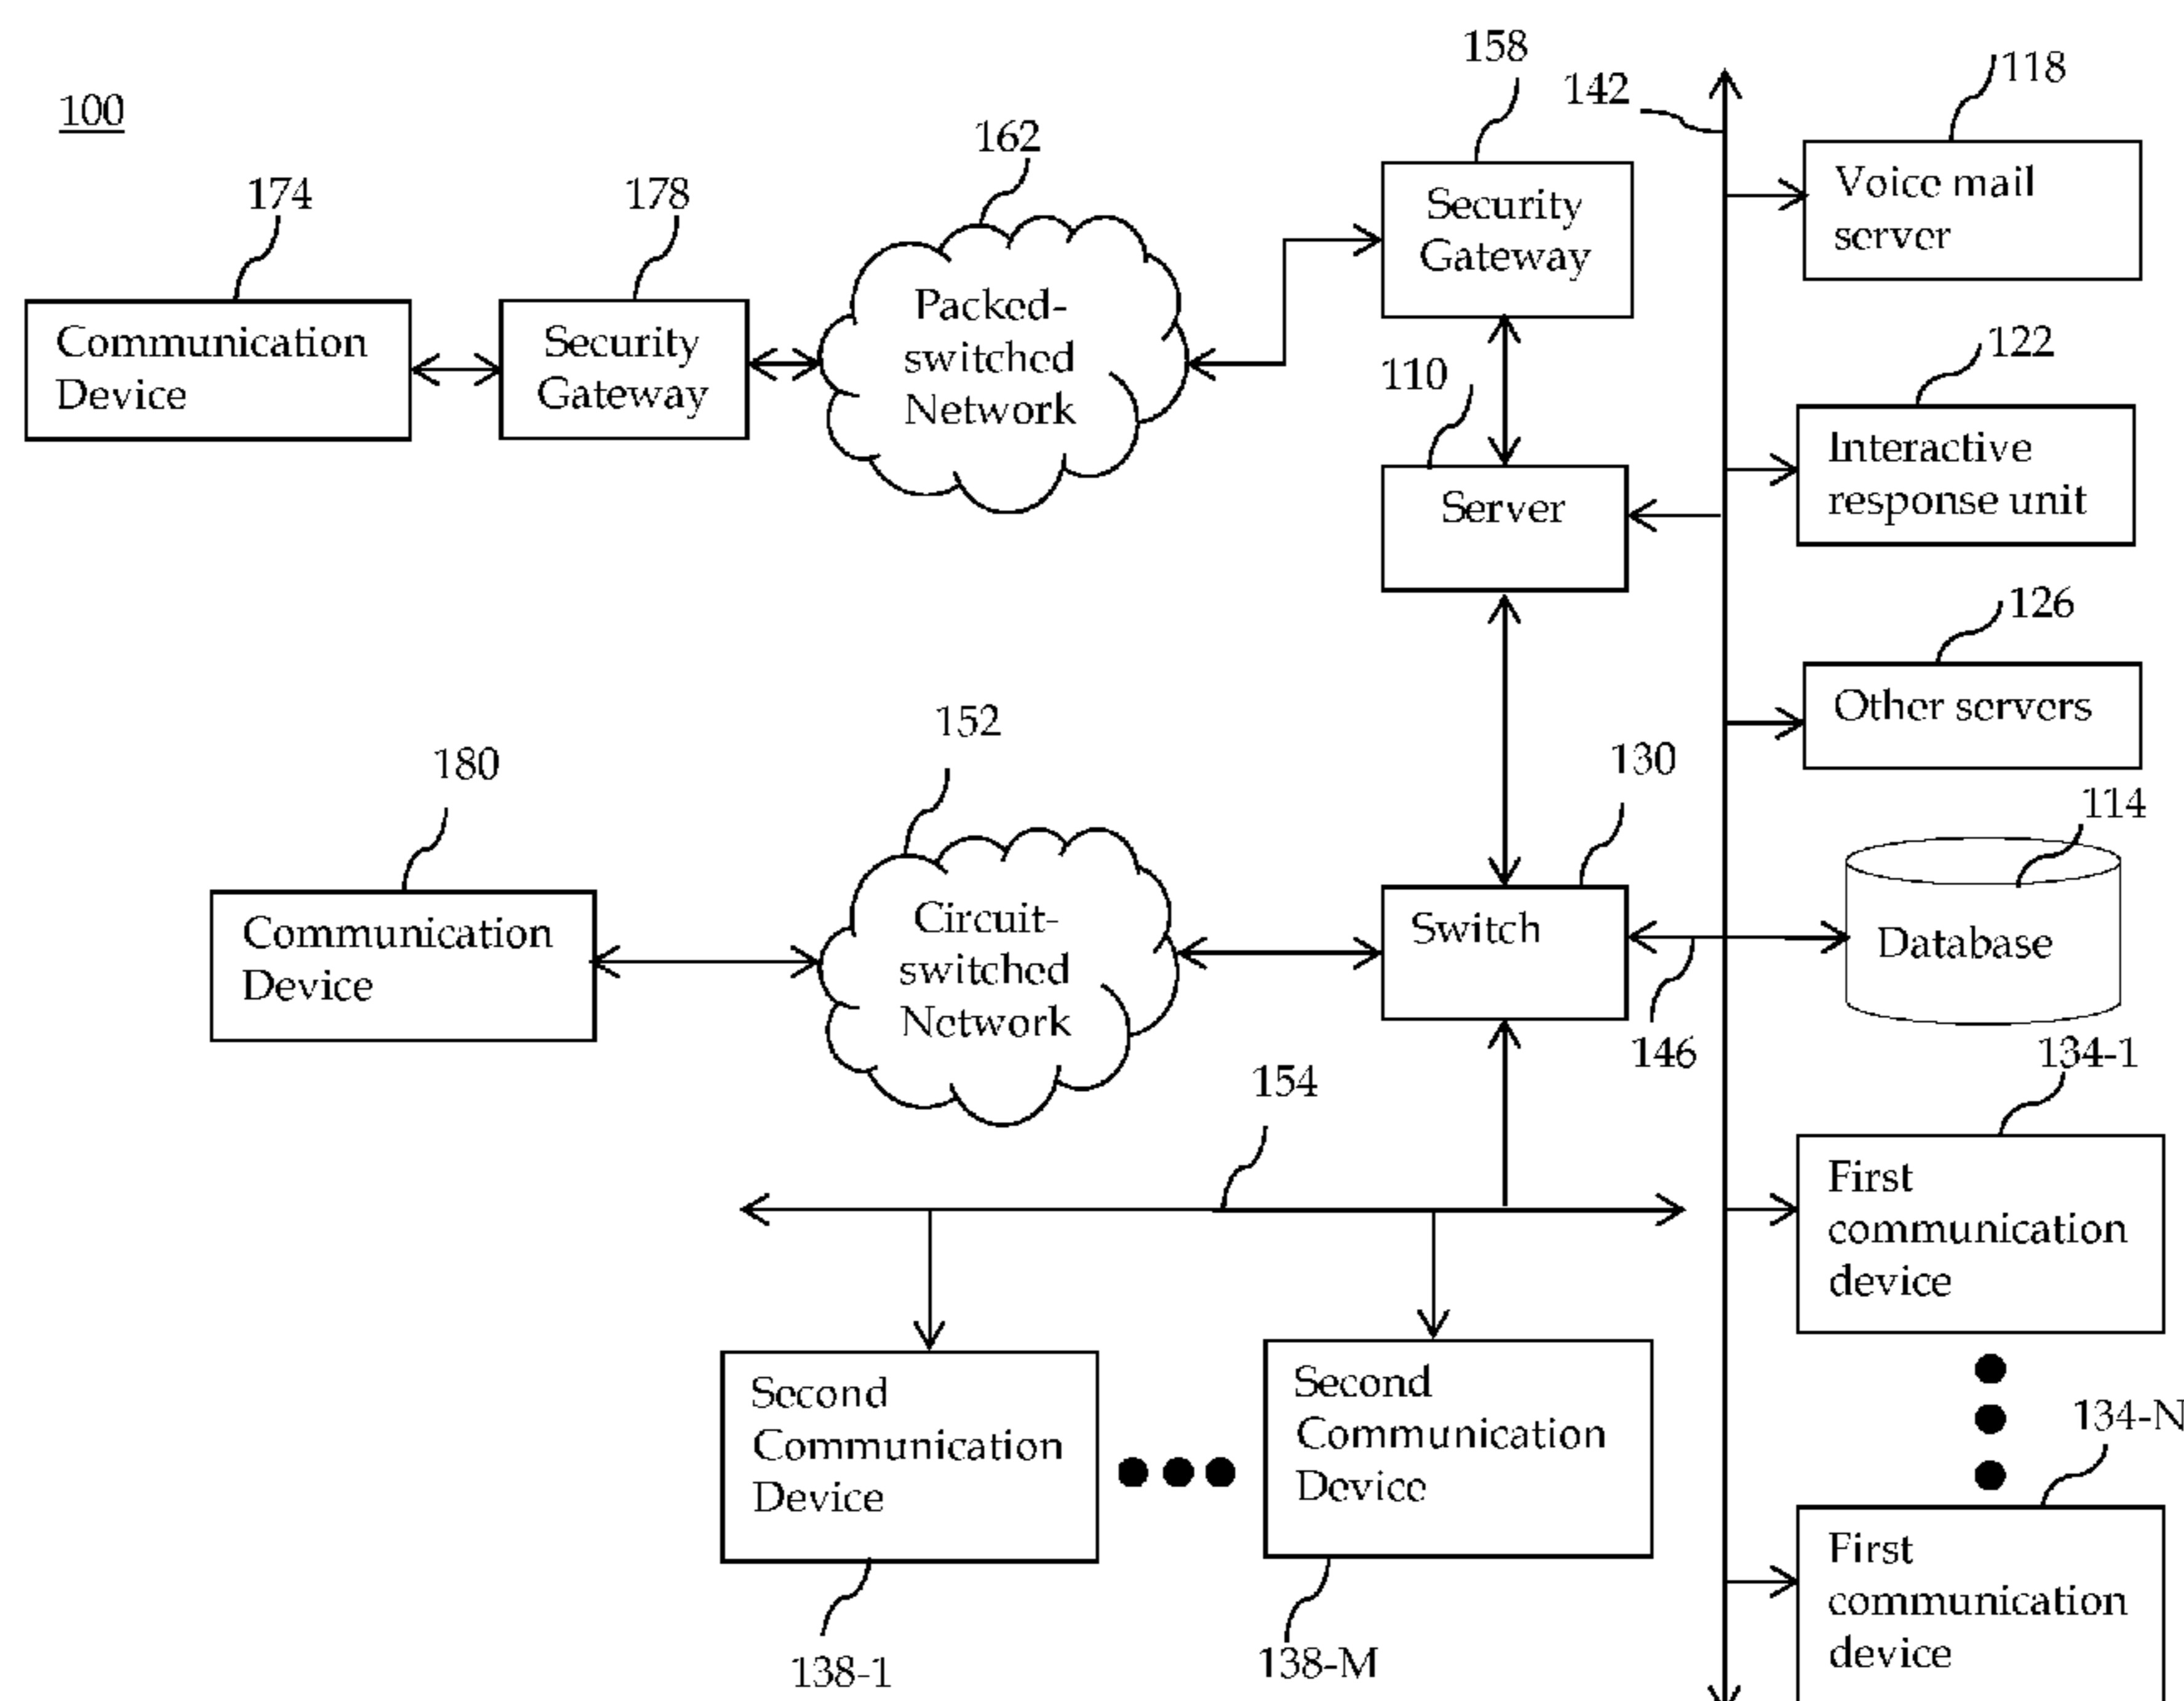 100
158
142
118
162
174
178
Voice mail
server
Security
Gateway
Packed-
switched
Network
Communication
Device
Security
Gateway
110
122
Interactive
response unit
Server
126
Other servers
152
180
130
114
Circuit-
switched
Network
Communication
Device
Switch
Database
146
134-1
154
First
communication
device
Second
Communication
Device
Second
Communication
Device
134-N
First
communication
device
138-1
138-M